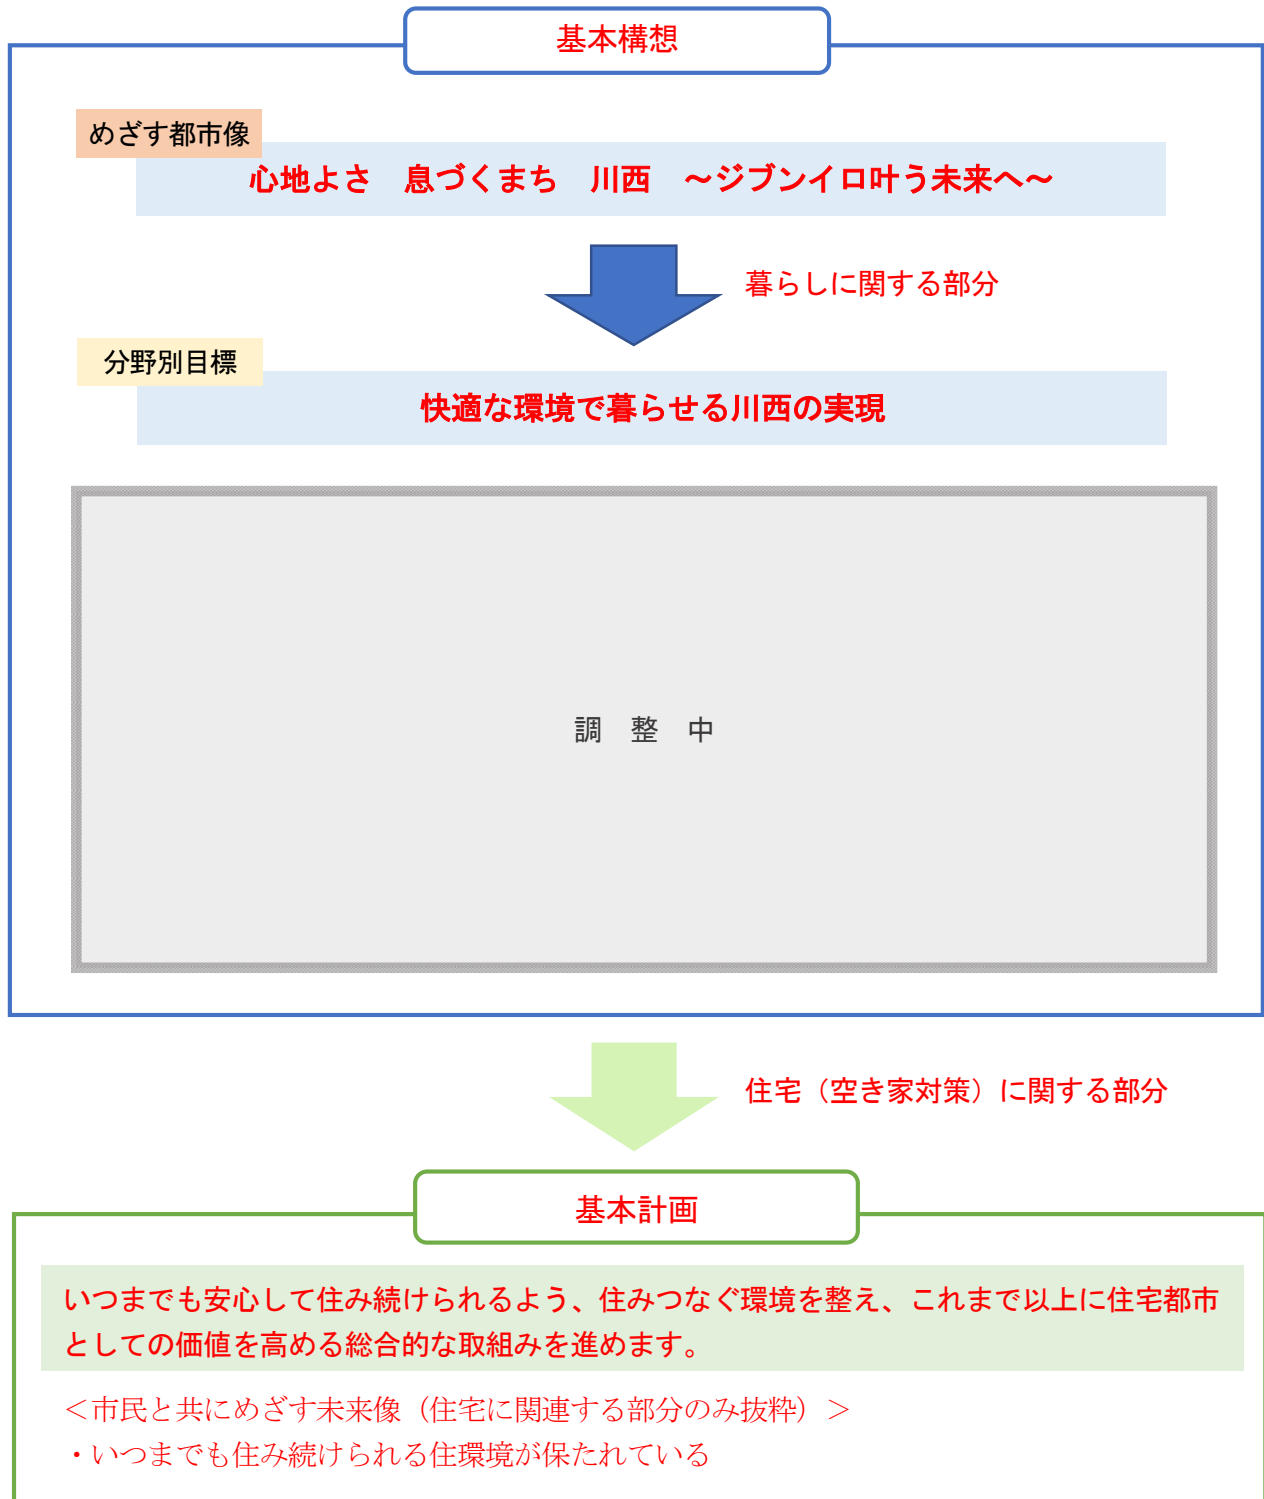 基本構想
めざす都市像
心地よさ　息づくまち　川西　～ジブンイロ叶う未来へ～
暮らしに関する部分
分野別目標
快適な環境で暮らせる川西の実現
調　整　中
住宅（空き家対策）に関する部分
基本計画
いつまでも安心して住み続けられるよう、住みつなぐ環境を整え、これまで以上に住宅都市
としての価値を高める総合的な取組みを進めます。
＜市民と共にめざす未来像（住宅に関連する部分のみ抜粋）＞
・いつまでも住み続けられる住環境が保たれている